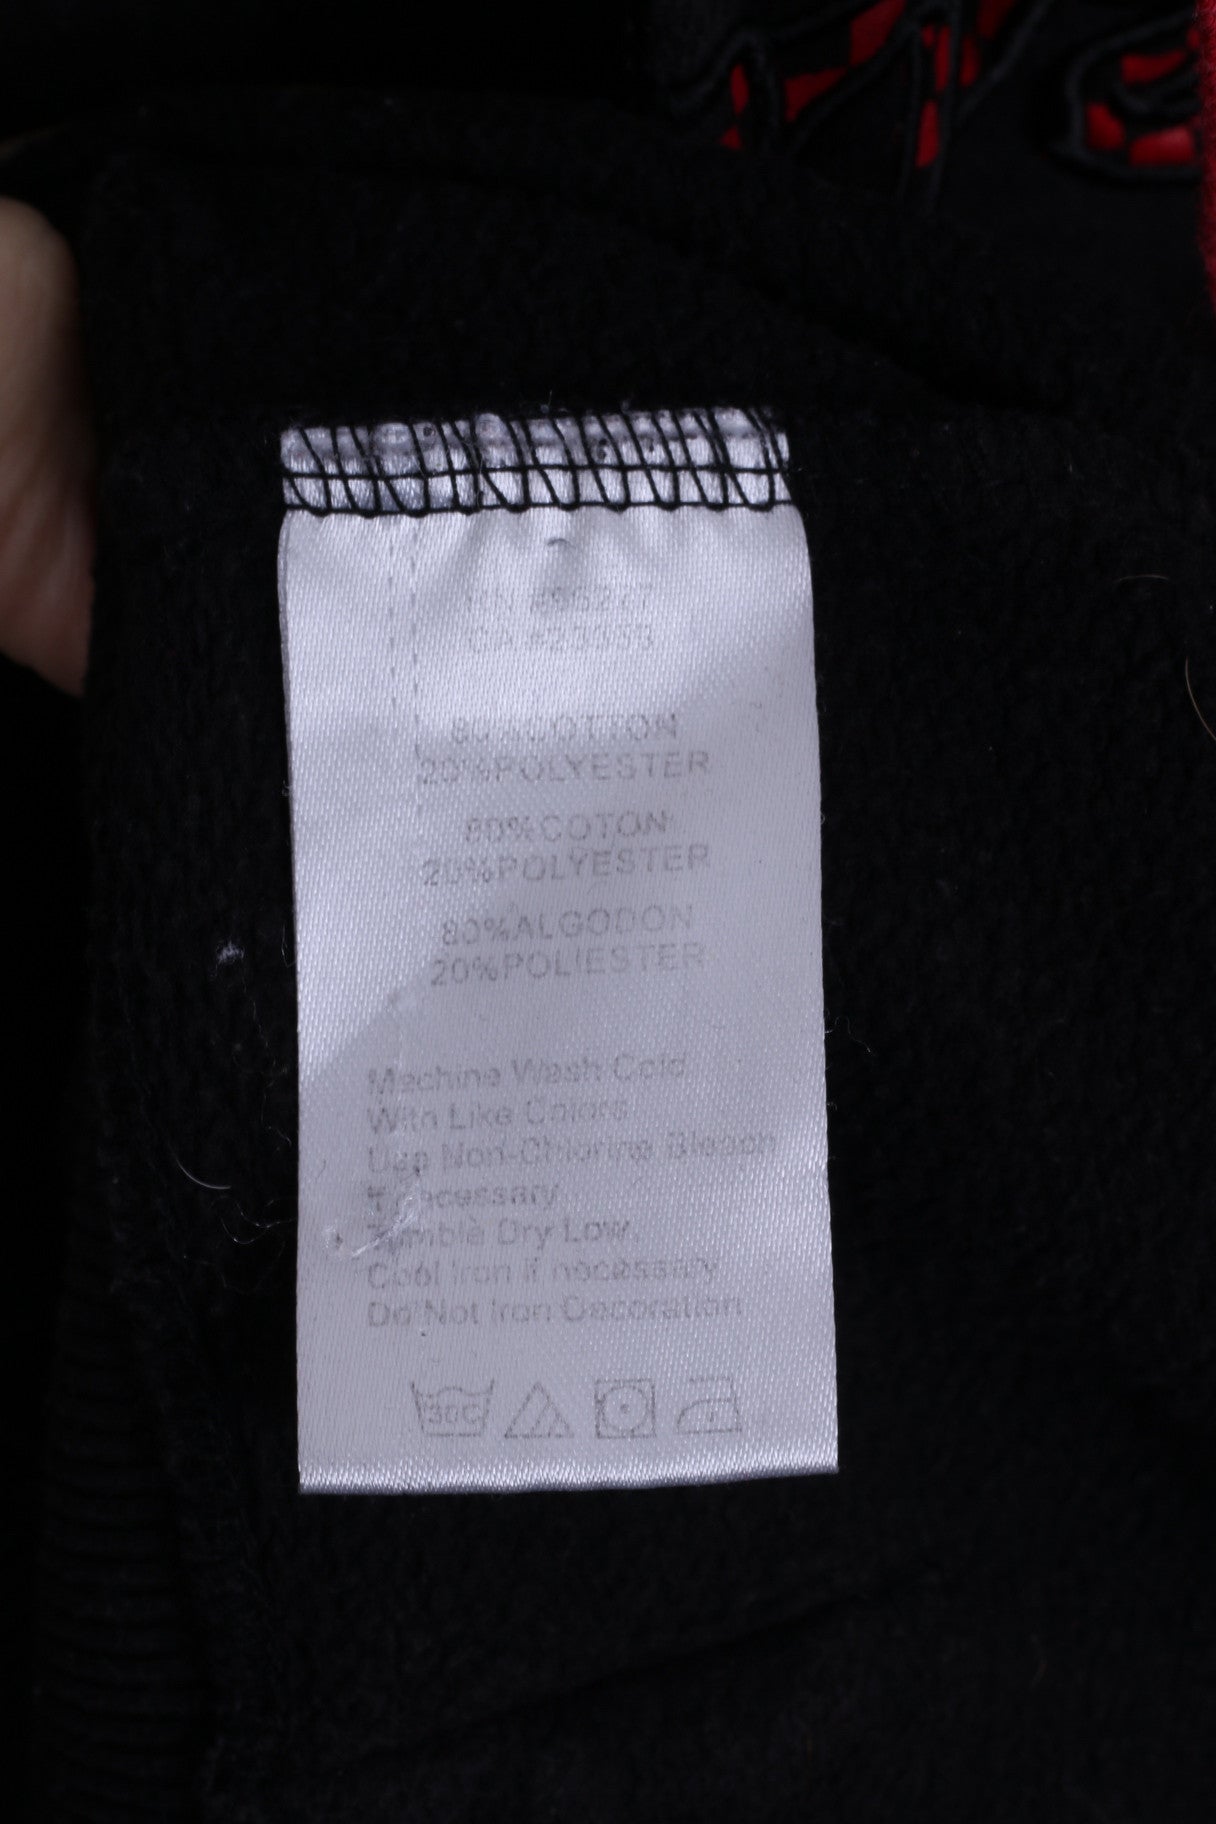 80%COTTON
20%POLYESTER
80%COTON
20%POLYESTER
80%ALGODON
20%POLIESTER
Machine Wash Cold
With Like Colors
Use Non-Chlorine Bleach
necessary
Tumble Dry Low.
Cool Iron if necessary
Do Not Iron Decoration
30C